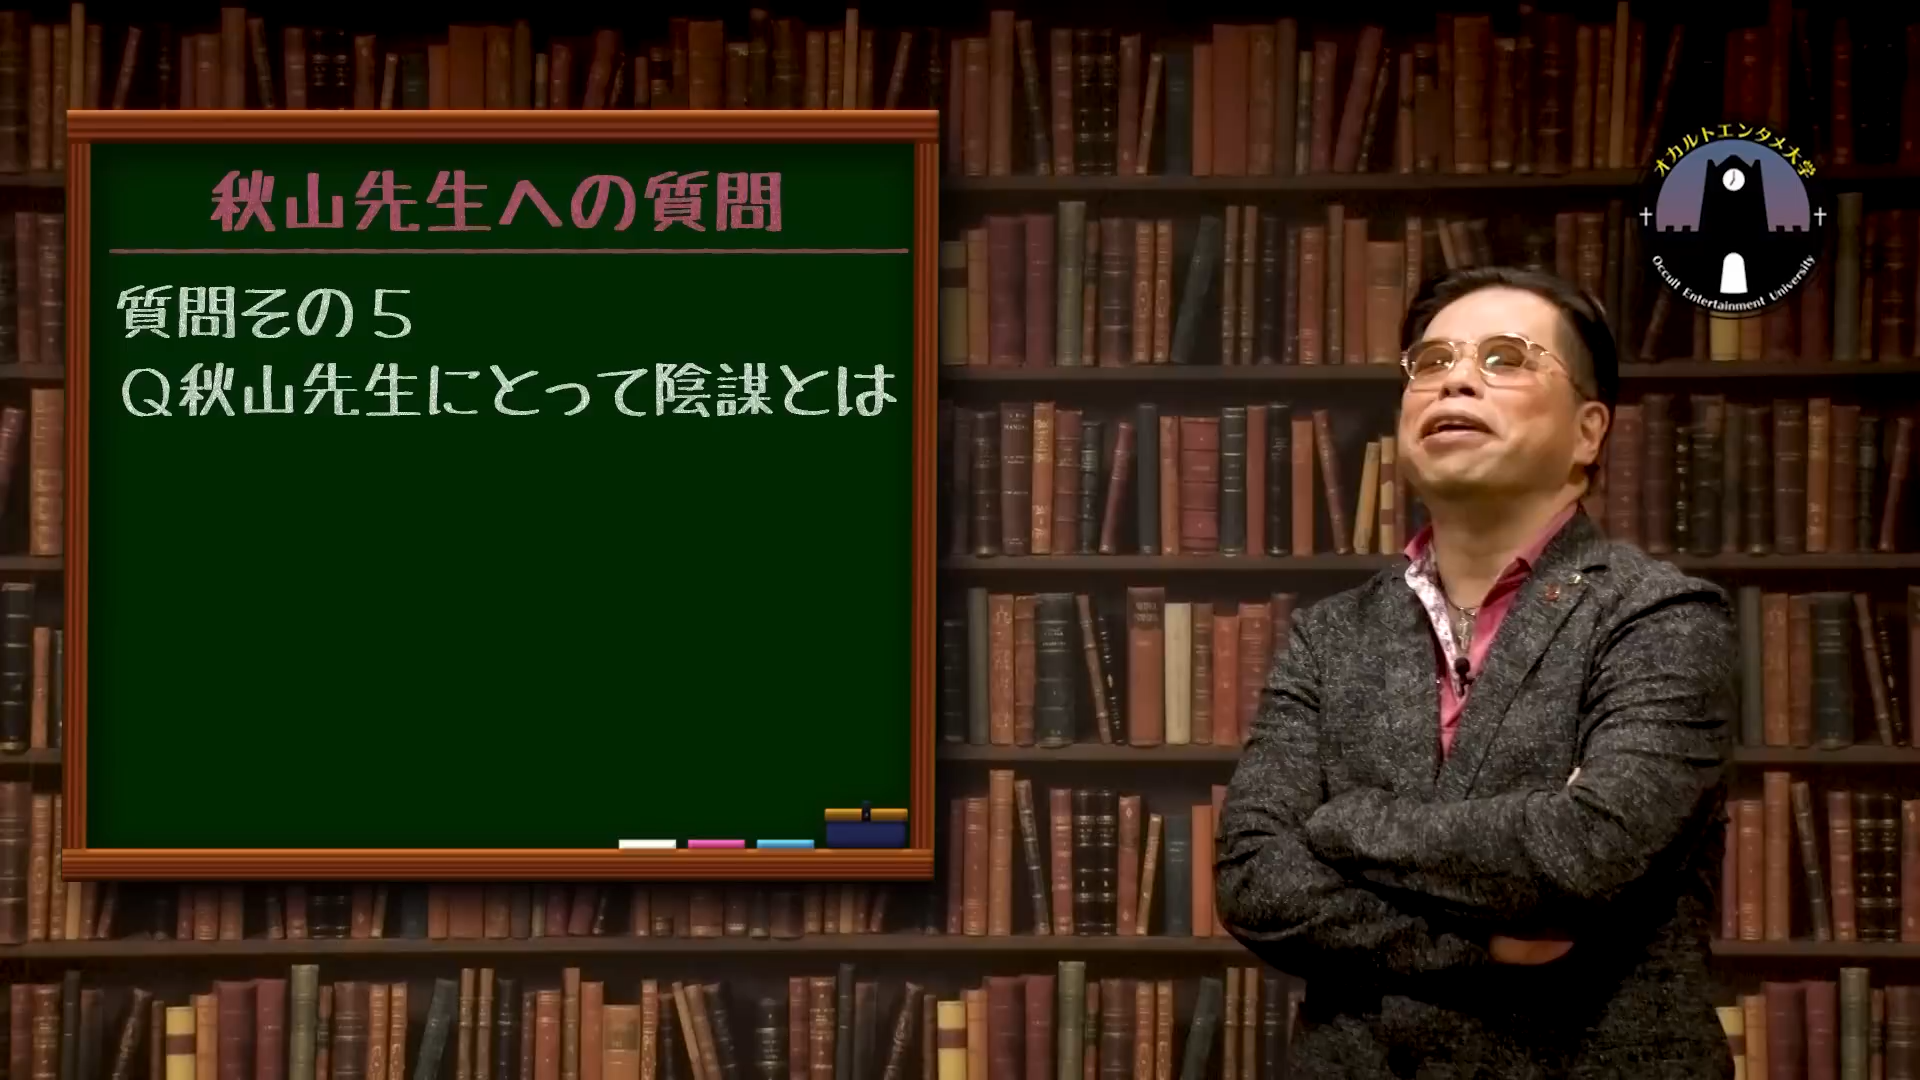 秋山先生への質問
質問その５
Ｑ秋山先生にとって陰謀とは
オカルトエンタメ大学
Occult Entertainment University